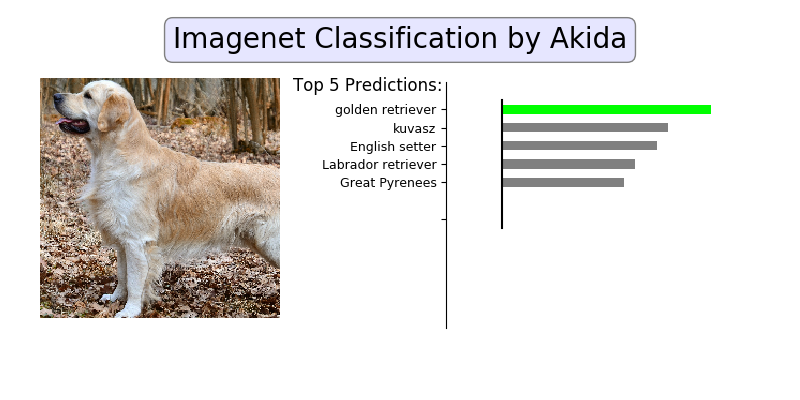 Imagenet Classification by Akida
Top 5 Predictions:
golden retriever
kuvasz
English setter
Labrador retriever
Great Pyrenees